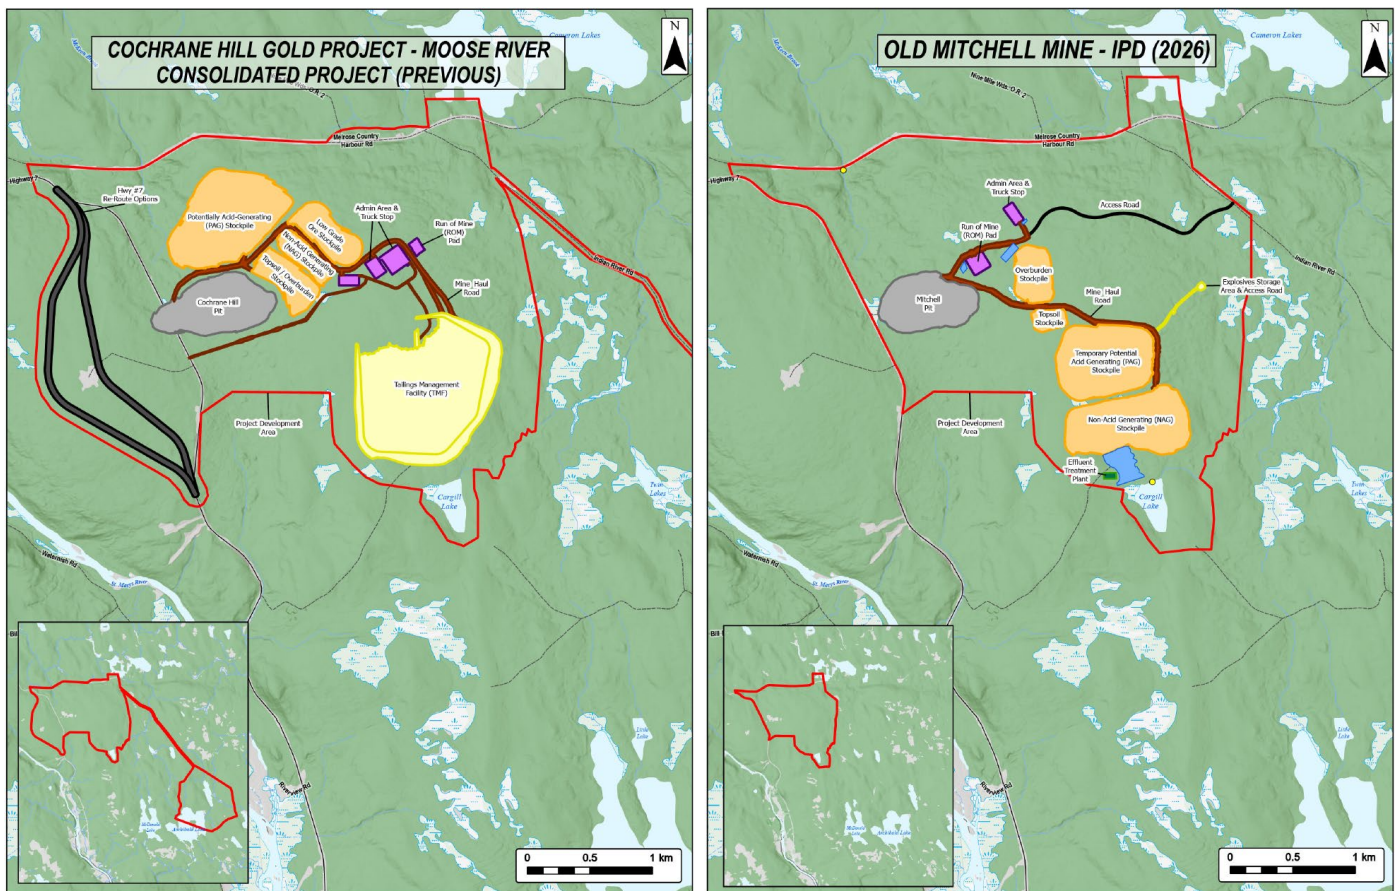 COCHRANE HILL GOLD PROJECT - MOOSE RIVER
CONSOLIDATED PROJECT (PREVIOUS)
N
Cameron Lakes
Melrose Country
Harbour Rd
Highway 7
Hwy #7
Re-Route Options
Potentially Acid-Generating
(PAG) Stockpile
Low Grade
Ore Stockpile
Non-Acid Generating
(NAG) Stockpile
Topsoil / Overburden
Stockpile
Admin Area &
Truck Stop
Run of Mine
(ROM)
Pad
Indian River Rd
Mine Haul
Road
Cochrane Hill
Pit
Tailings Management
Facility (TMF)
Project Development
Area
Cargill
Lake
Twin
Lakes
St. Marys River
Riverview Rd
0 0.5 1 km
OLD MITCHELL MINE - IPD (2026)
N
Cameron Lakes
Melrose Country
Harbour Rd
Highway 7
Admin Area &
Truck Stop
Access Road
Run of Mine
(ROM) Pad
Indian River Rd
Overburden
Stockpile
Explosives Storage
Area & Access Road
Mine Haul
Road
Mitchell
Pit
Topsoil
Stockpile
Temporary Potential
Acid Generating (PAG)
Stockpile
Non-Acid Generating (NAG)
Stockpile
Project Development
Area
Effluent
Treatment
Plant
Cargill
Lake
Twin
Lakes
St. Marys River
Riverview Rd
0 0.5 1 km